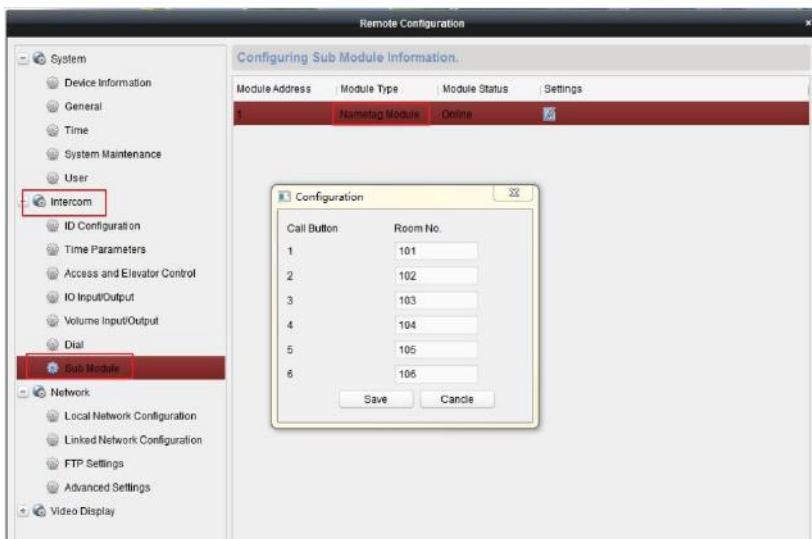 Remote Configuration
x
System
Device Information
General
Time
System Maintenance
User
Intercom
ID Configuration
Time Parameters
Access and Elevator Control
IO Input/Output
Volume Input/Output
Dial
Sub Module
Network
Local Network Configuration
Linked Network Configuration
FTP Settings
Advanced Settings
Video Display
Configuring Sub Module Information.
Module Address Module Type Module Status Settings
1 Nametag Module Online
Configuration
Call Button Room No.
1 101
2 102
3 103
4 104
5 105
6 106
Save Cancle